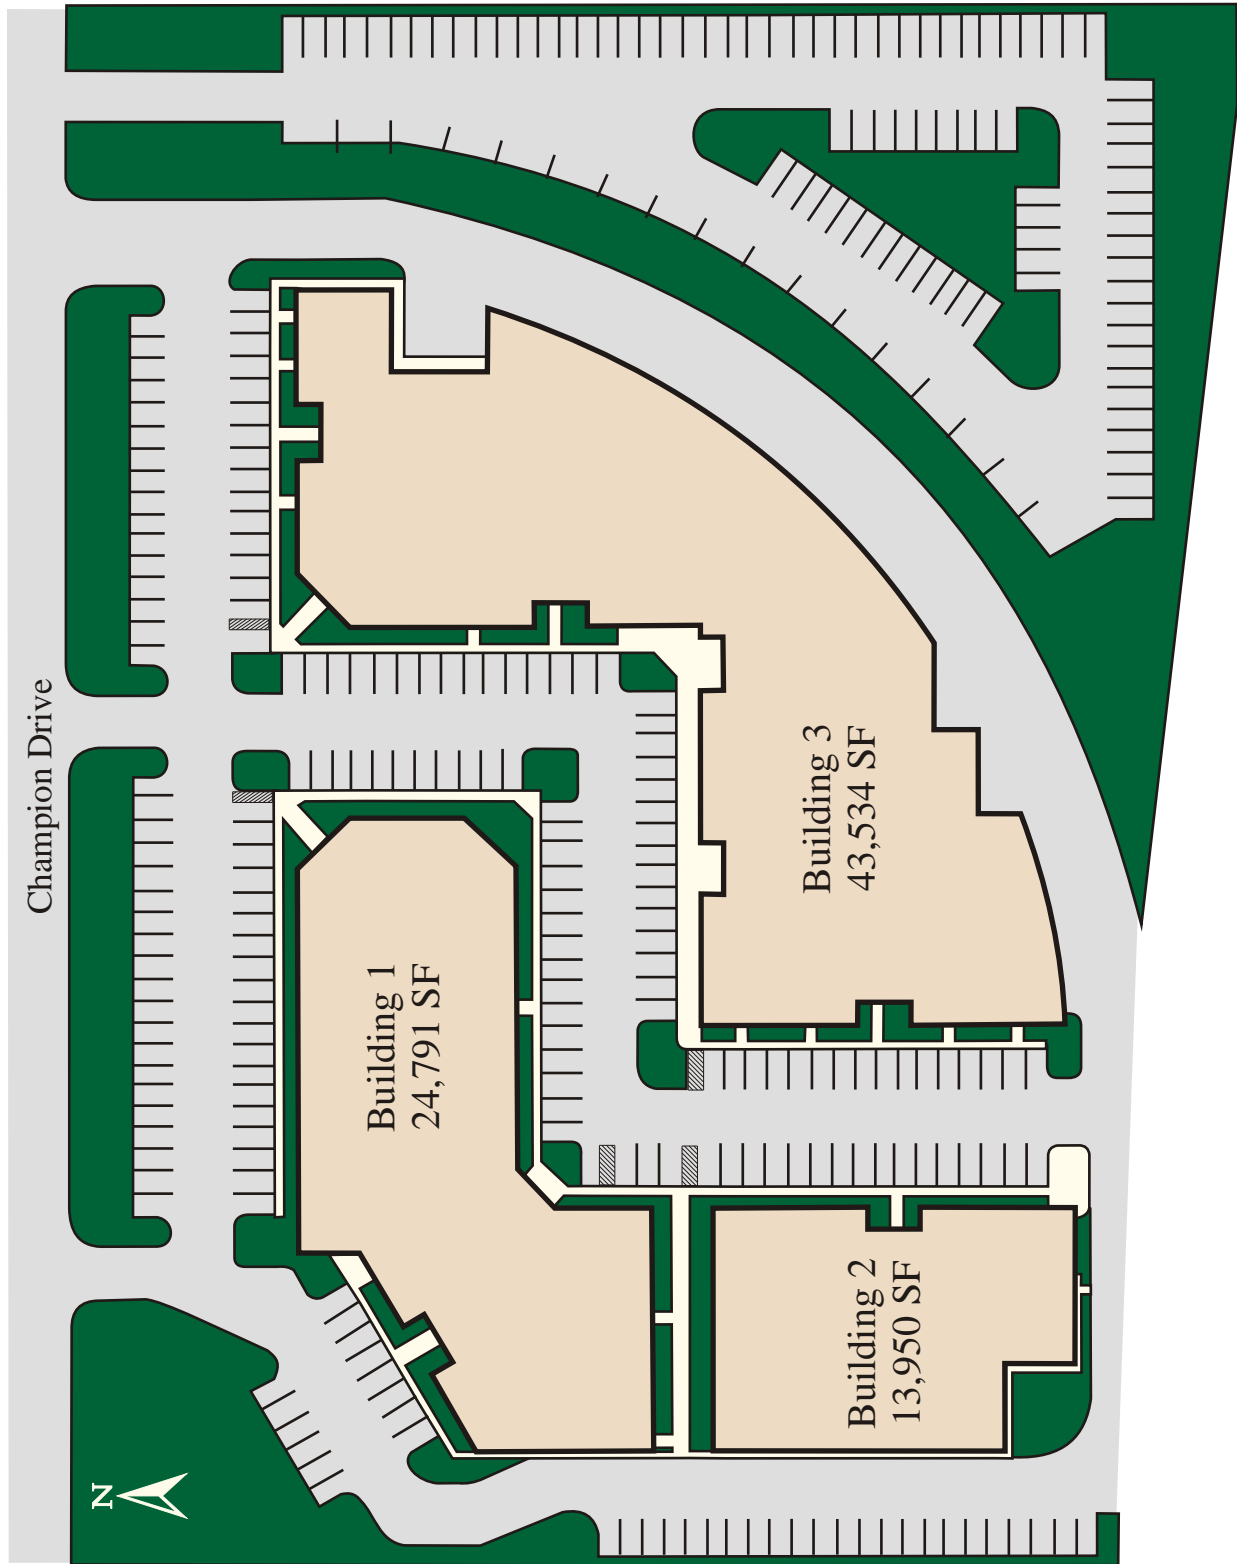 Champion Drive
Building 1
24,791 SF
Building 2
13,950 SF
Building 3
43,534 SF
N